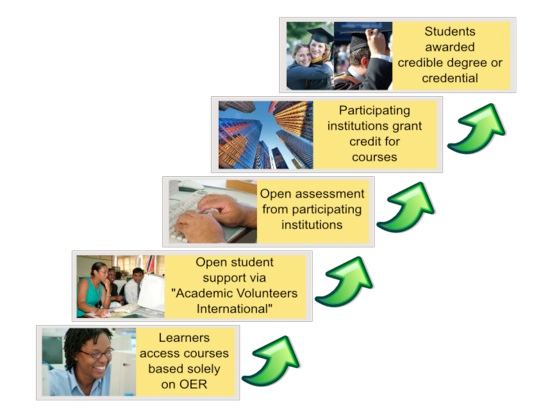 Students
awarded
credible degree or
credential
Participating
institutions grant
credit for
courses
Open assessment
from participating
institutions
Open student
support via
"Academic Volunteers
International"
Learners
access courses
based solely
on OER